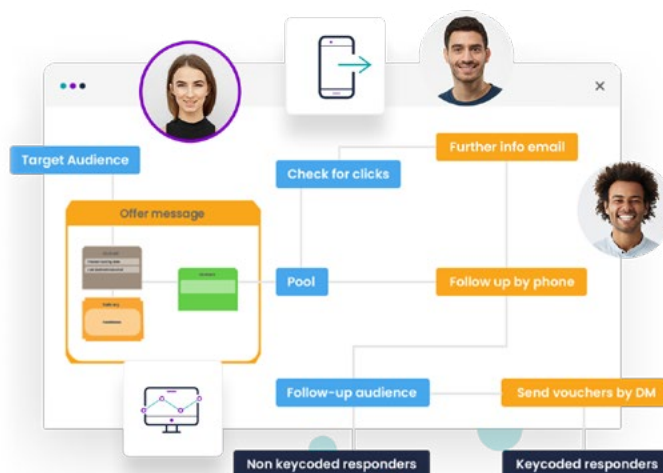 Further info email
Target Audience
Check for clicks
Offer message
Pool
Follow up by phone
Follow-up audience
Send vouchers by DM
Non keycoded responders
Keycoded responders